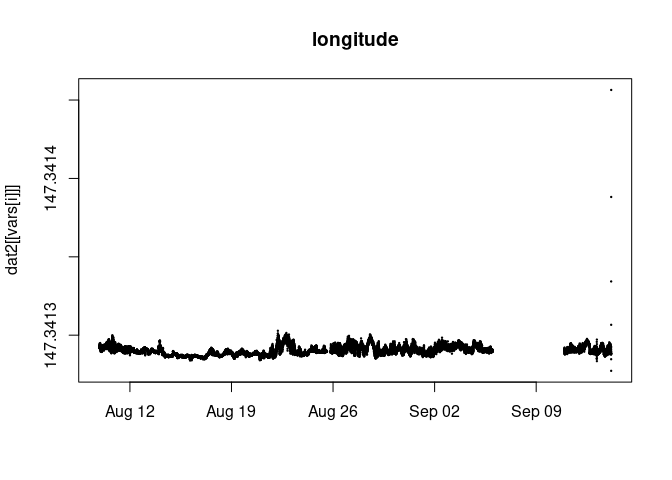 longitude
dat2[[vars[i]]]
147.3414
147.3413
Aug 12
Aug 19
Aug 26
Sep 02
Sep 09